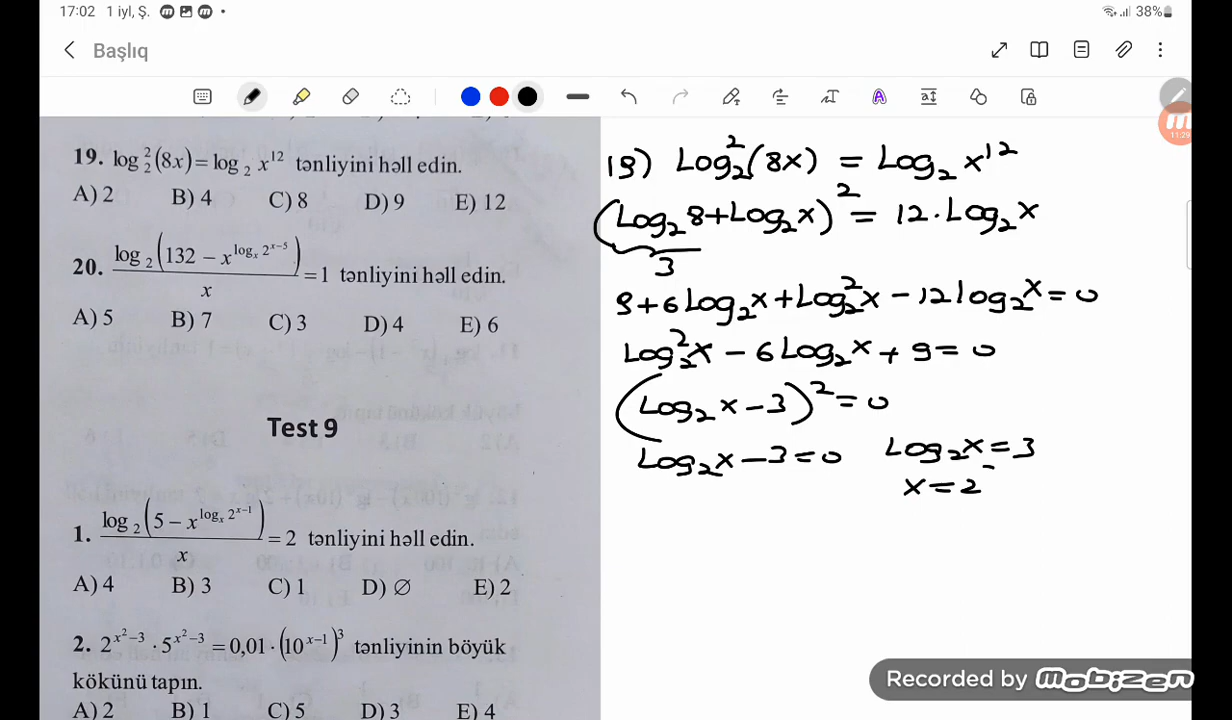 17:02 1 iyl, Ş. 38%
Başlıq
19. log₂²(8x) = log₂ x¹² tənliyini həll edin.
A) 2 B) 4 C) 8 D) 9 E) 12
20. log₂(132 − x^(logₓ 2^(x−5))) / x = 1 tənliyini həll edin.
A) 5 B) 7 C) 3 D) 4 E) 6
Test 9
1. log₂(5 − x^(logₓ 2^(x−1))) / x = 2 tənliyini həll edin.
A) 4 B) 3 C) 1 D) ∅ E) 2
2. 2^(x²−3) · 5^(x²−3) = 0,01 · (10^(x−1))³ tənliyinin böyük
kökünü tapın.
A) 2 B) 1 C) 5 D) 3 E) 4
19) Log₂²(8x) = Log₂ x¹²
(Log₂8 + Log₂x)² = 12 · Log₂x
3
9 + 6 Log₂x + Log₂²x − 12 log₂x = 0
Log₂²x − 6 Log₂x + 9 = 0
(Log₂x − 3)² = 0
Log₂x − 3 = 0 Log₂x = 3
x = 2
11:29
Recorded by mobizen